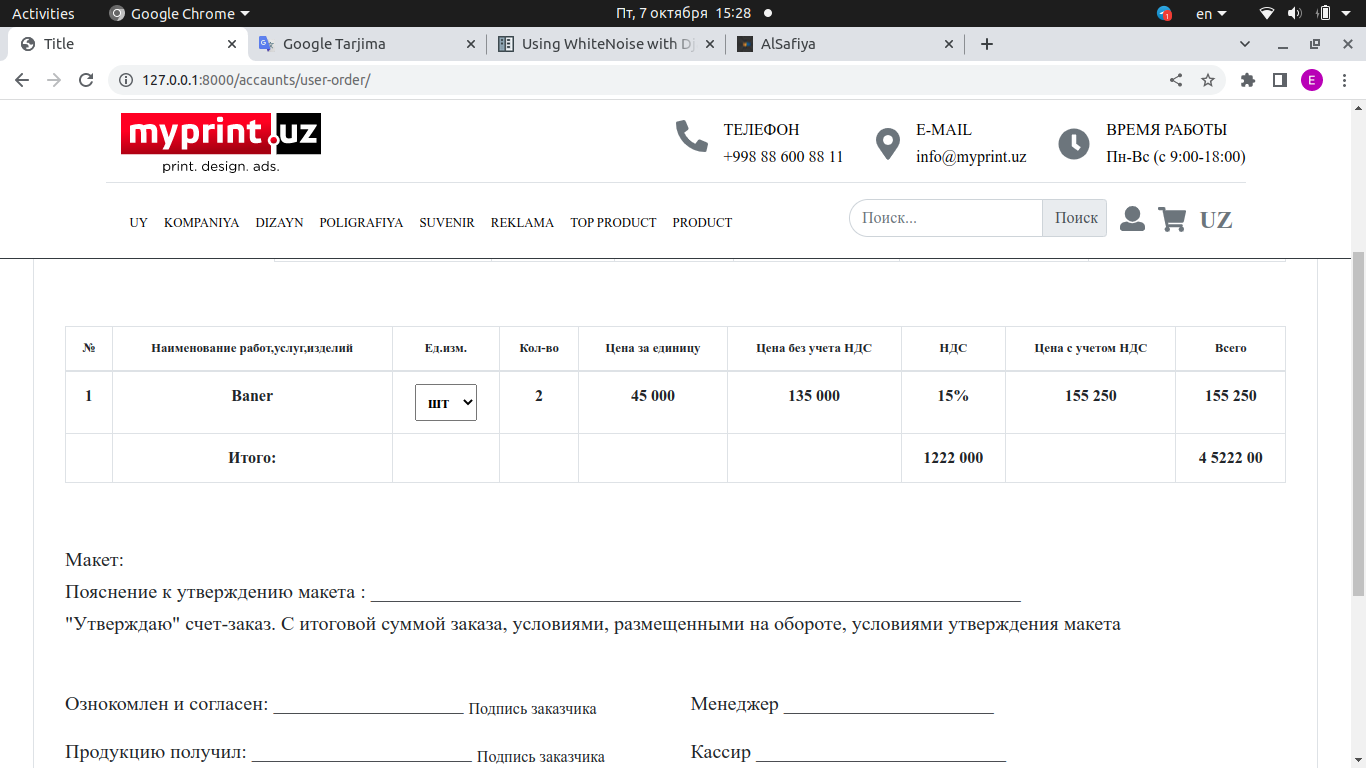 Activities
Google Chrome
Пт, 7 октября 15:28
1
en
Title
Google Tarjima
Using WhiteNoise with Dj
AlSafiya
127.0.0.1:8000/accaunts/user-order/
E
myprint.uz
print. design. ads.
ТЕЛЕФОН
+998 88 600 88 11
E-MAIL
info@myprint.uz
ВРЕМЯ РАБОТЫ
Пн-Вс (с 9:00-18:00)
UY KOMPANIYA DIZAYN POLIGRAFIYA SUVENIR REKLAMA TOP PRODUCT PRODUCT
Поиск... Поиск UZ
№ Наименование работ,услуг,изделий Ед.изм. Кол-во Цена за единицу Цена без учета НДС НДС Цена с учетом НДС Всего
1 Baner шт 2 45 000 135 000 15% 155 250 155 250
Итого: 1222 000 4 5222 00
Макет:
Пояснение к утверждению макета : _____
"Утверждаю" счет-заказ. С итоговой суммой заказа, условиями, размещенными на обороте, условиями утверждения макета
Ознокомлен и согласен: _____ Подпись заказчика Менеджер _____
Продукцию получил: _____ Подпись заказчика Кассир _____